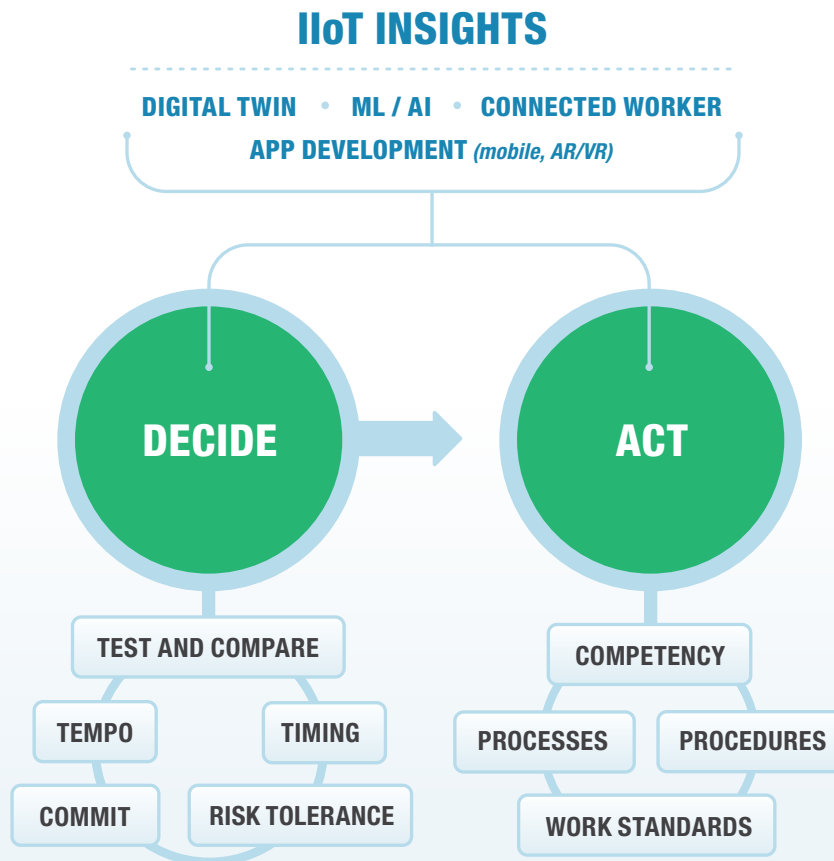 IIoT INSIGHTS
DIGITAL TWIN • ML / AI • CONNECTED WORKER
APP DEVELOPMENT (mobile, AR/VR)
DECIDE
ACT
TEST AND COMPARE
TEMPO
TIMING
COMMIT
RISK TOLERANCE
COMPETENCY
PROCESSES
PROCEDURES
WORK STANDARDS